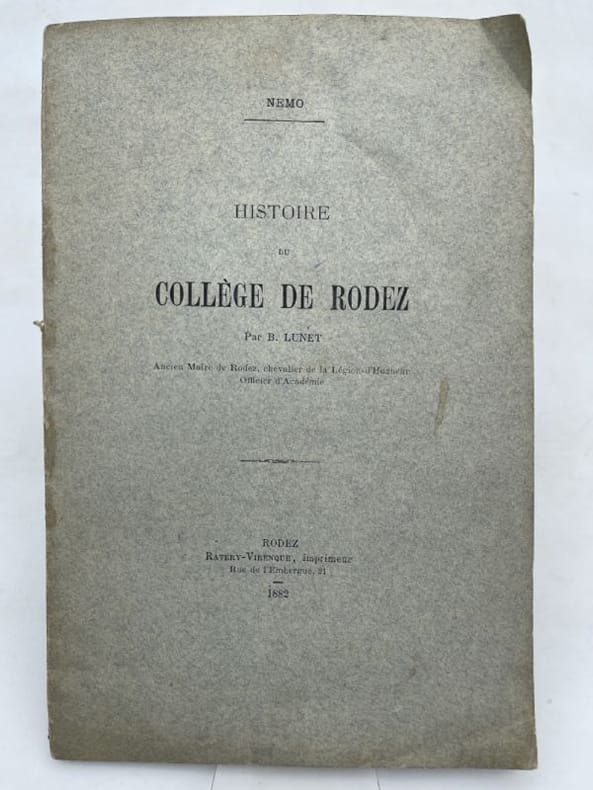 NEMO
HISTOIRE
DU
COLLÈGE DE RODEZ
Par B. LUNET
Ancien Maire de Rodez, chevalier de la Légion-d'Honneur
Officier d'Académie
RODEZ
RATERY-VIRENQUE, imprimeur
Rue de l'Embergue, 21
1882